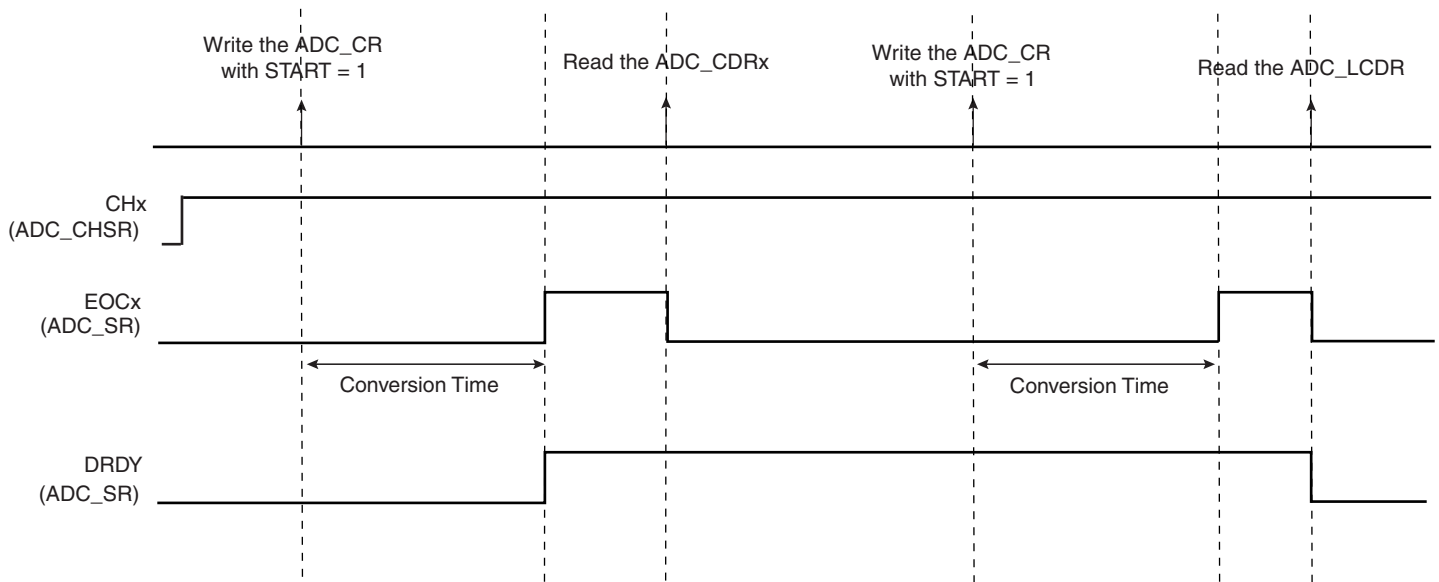 Write the ADC_CR
with START = 1
Read the ADC_CDRx
Write the ADC_CR
with START = 1
Read the ADC_LCDR
CHx
(ADC_CHSR)
EOCx
(ADC_SR)
Conversion Time
Conversion Time
DRDY
(ADC_SR)